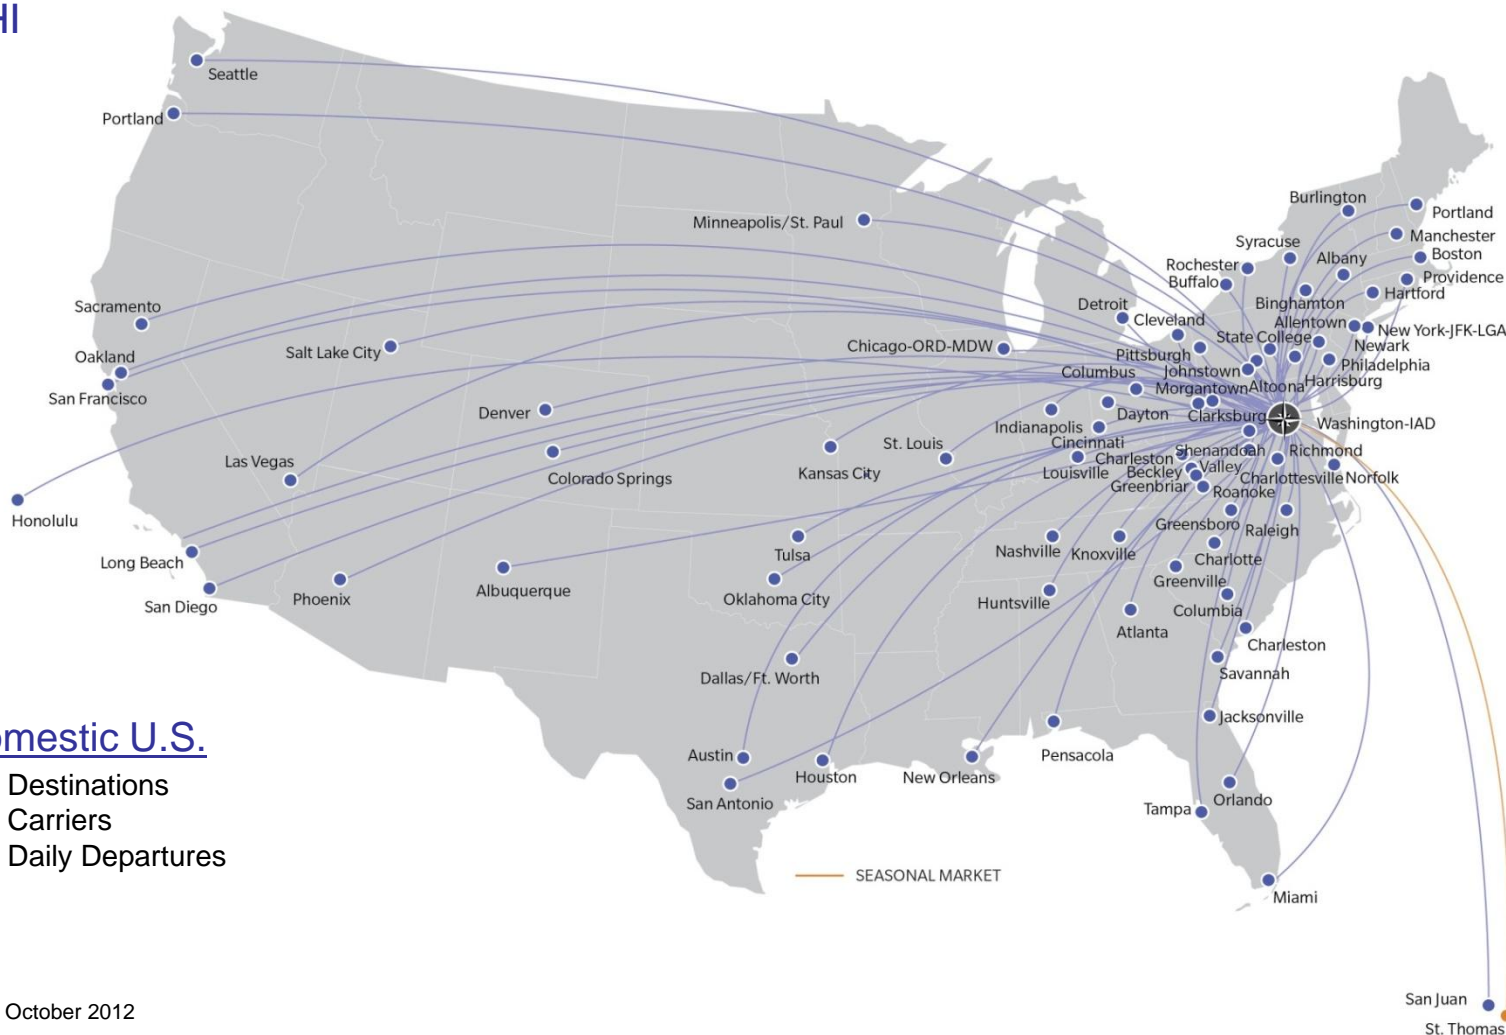 HI
Seattle
Portland
Minneapolis/St. Paul
Burlington
Portland
Manchester
Syracuse
Albany
Boston
Rochester
Buffalo
Providence
Hartford
Binghamton
Detroit
Cleveland
Allentown
New York-JFK-LGA
Newark
State College
Sacramento
Oakland
San Francisco
Salt Lake City
Chicago-ORD-MDW
Pittsburgh
Johnstown
Philadelphia
Columbus
Morgantown
Altoona
Harrisburg
Denver
Dayton
Clarksburg
Washington-IAD
Indianapolis
Cincinnati
St. Louis
Kansas City
Louisville
Charleston
Shenandoah
Valley
Richmond
Beckley
Greenbriar
Charlottesville
Norfolk
Roanoke
Las Vegas
Colorado Springs
Honolulu
Long Beach
San Diego
Phoenix
Albuquerque
Tulsa
Oklahoma City
Nashville
Knoxville
Greensboro
Raleigh
Charlotte
Greenville
Huntsville
Columbia
Atlanta
Charleston
Savannah
Dallas/Ft. Worth
Jacksonville
Austin
San Antonio
Houston
New Orleans
Pensacola
Orlando
Tampa
Miami
omestic U.S.
Destinations
Carriers
Daily Departures
SEASONAL MARKET
October 2012
San Juan
St. Thomas